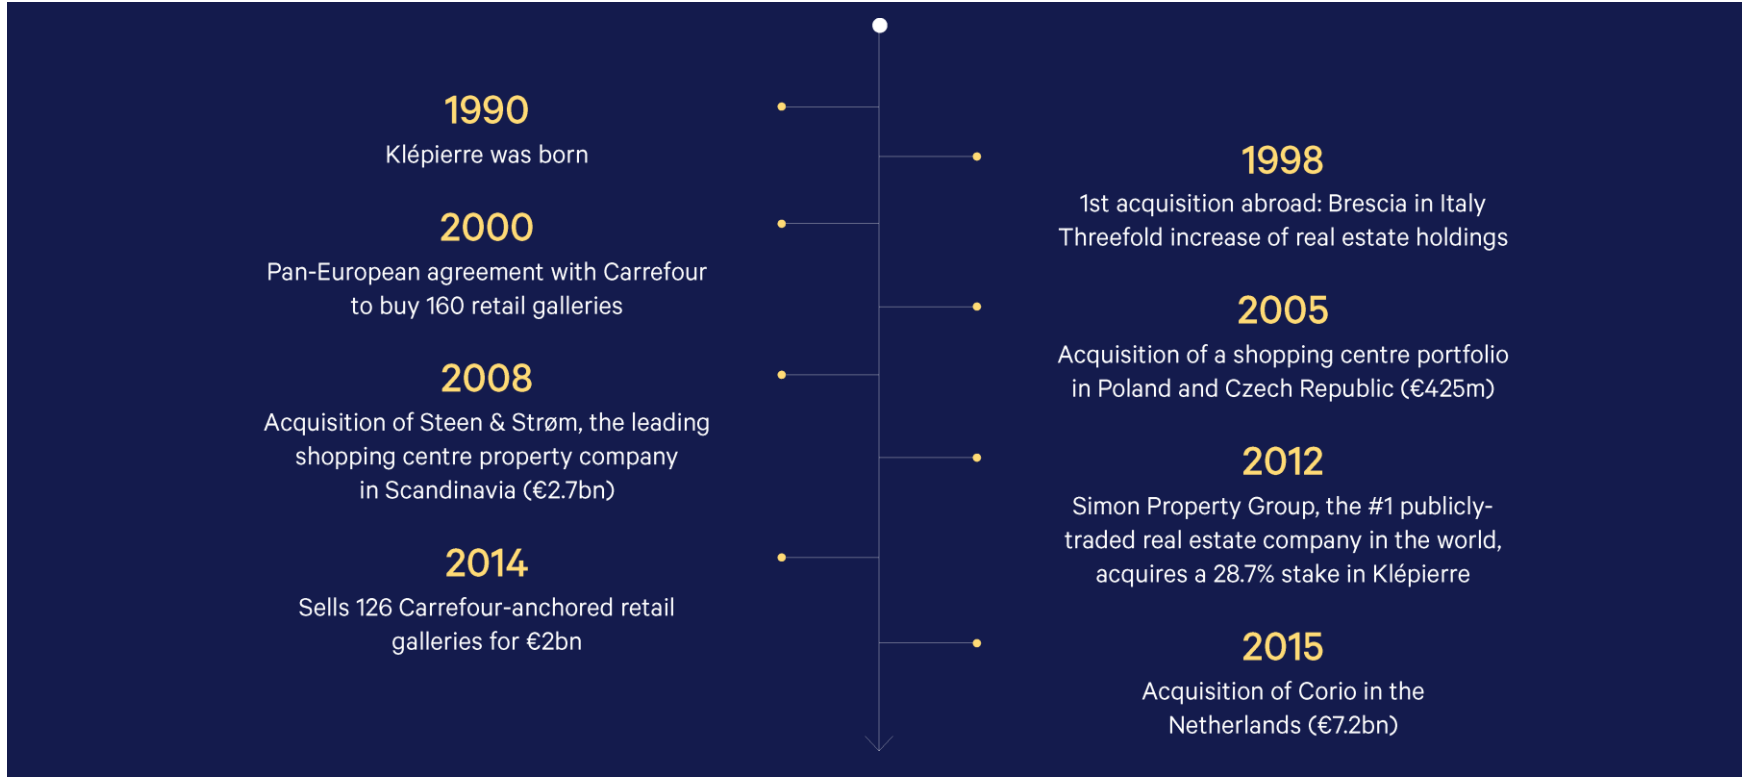 1990
Klépierre was born
1998
1st acquisition abroad: Brescia in Italy
Threefold increase of real estate holdings
2000
Pan-European agreement with Carrefour
to buy 160 retail galleries
2005
Acquisition of a shopping centre portfolio
in Poland and Czech Republic (€425m)
2008
Acquisition of Steen & Strøm, the leading
shopping centre property company
in Scandinavia (€2.7bn)
2012
Simon Property Group, the #1 publicly-
traded real estate company in the world,
acquires a 28.7% stake in Klépierre
2014
Sells 126 Carrefour-anchored retail
galleries for €2bn
2015
Acquisition of Corio in the
Netherlands (€7.2bn)